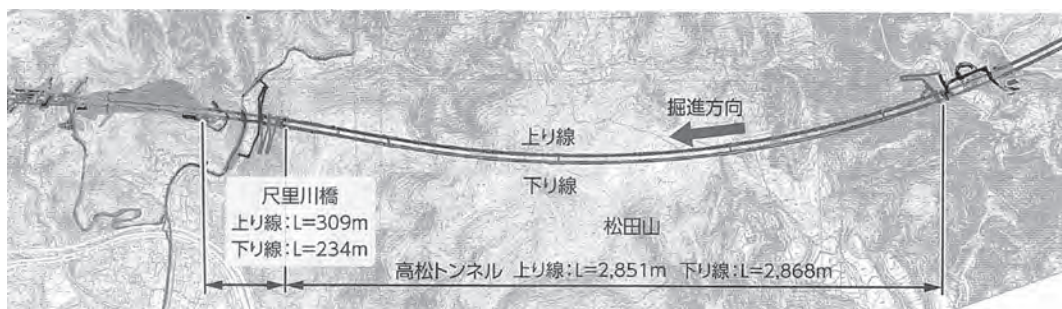 掘進方向
上り線
下り線
尺里川橋
上り線:L=309m
下り線:L=234m
松田山
高松トンネル 上り線:L=2,851m 下り線:L=2,868m